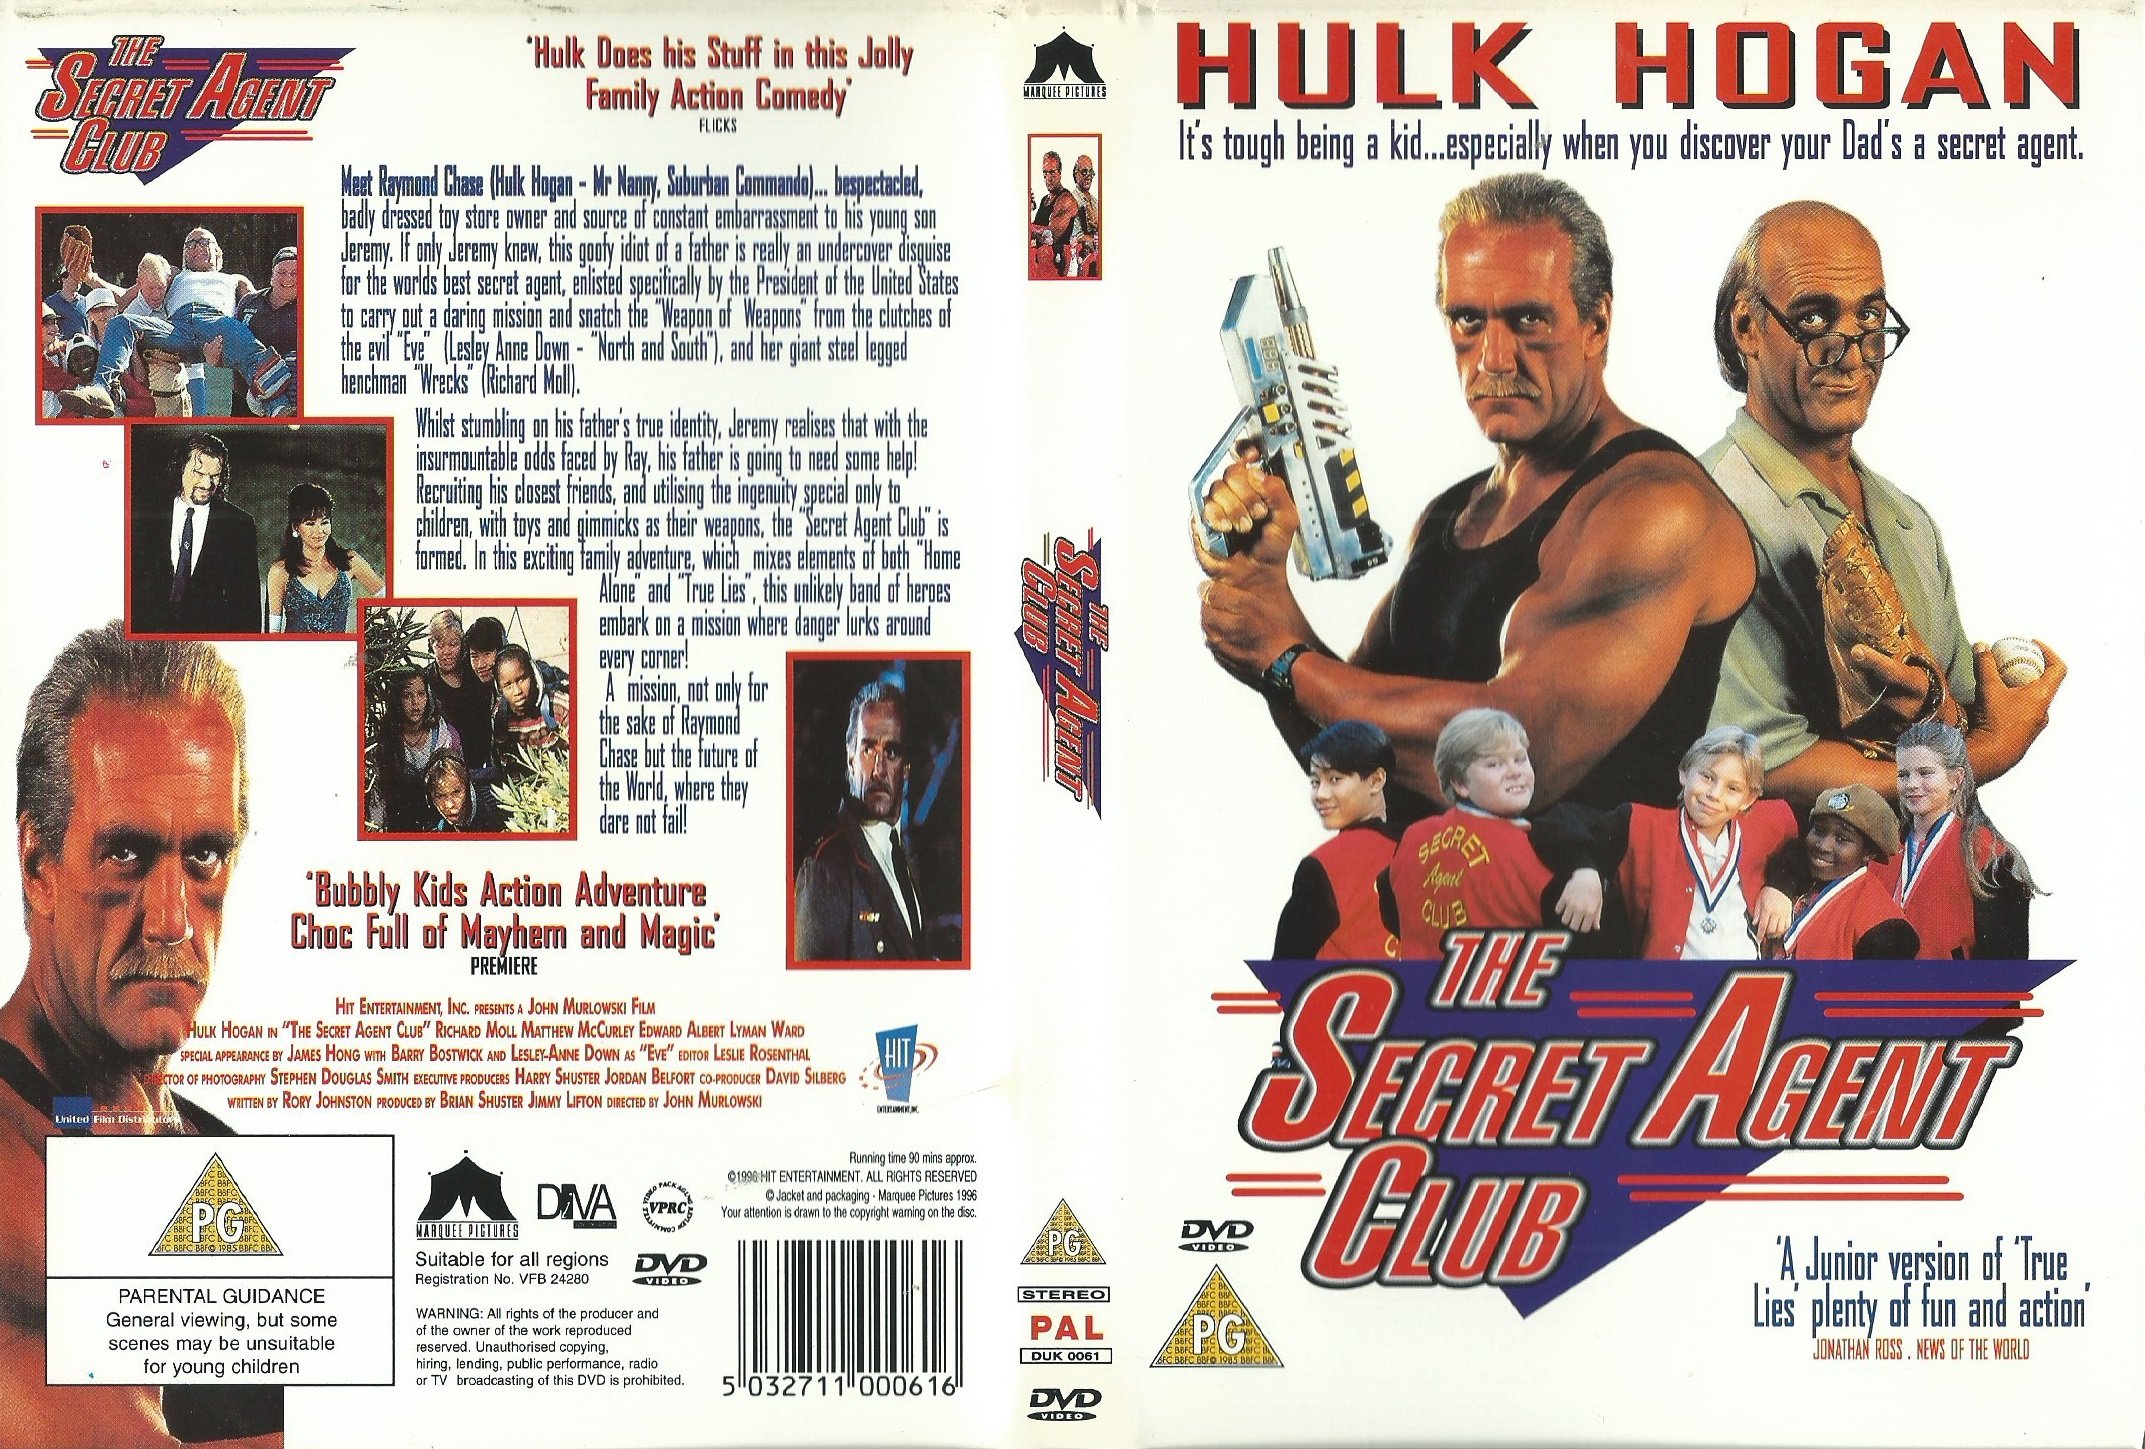 THE
SECRET AGENT
CLUB
'Hulk Does his Stuff in this Jolly
Family Action Comedy'
FLICKS
Meet Raymond Chase (Hulk Hogan - Mr Nanny, Suburban Commando)... bespectacled,
badly dressed toy store owner and source of constant embarrassment to his young son
Jeremy. If only Jeremy knew, this goofy idiot of a father is really an undercover disguise
for the worlds best secret agent, enlisted specifically by the President of the United States
to carry out a daring mission and snatch the "Weapon of Weapons" from the clutches of
the evil "Eve" (Lesley Anne Down - "North and South"), and her giant steel legged
henchman "Wrecks" (Richard Moll).
Whilst stumbling on his father's true identity, Jeremy realises that with the
insurmountable odds faced by Ray, his father is going to need some help!
Recruiting his closest friends, and utilising the ingenuity special only to
children, with toys and gimmicks as their weapons, the "Secret Agent Club" is
formed. In this exciting family adventure, which mixes elements of both "Home
Alone" and "True Lies", this unlikely band of heroes
embark on a mission where danger lurks around
every corner!
A mission, not only for
the sake of Raymond
Chase but the future of
the World, where they
dare not fail!
'Bubbly Kids Action Adventure
Choc Full of Mayhem and Magic'
PREMIERE
HIT ENTERTAINMENT, INC. PRESENTS A JOHN MURLOWSKI FILM
HULK HOGAN IN "THE SECRET AGENT CLUB" RICHARD MOLL MATTHEW MCCURLEY EDWARD ALBERT LYMAN WARD
SPECIAL APPEARANCE BY JAMES HONG WITH BARRY BOSTWICK AND LESLEY-ANNE DOWN AS "EVE" EDITOR LESLIE ROSENTHAL
DIRECTOR OF PHOTOGRAPHY STEPHEN DOUGLAS SMITH EXECUTIVE PRODUCERS HARRY SHUSTER JORDAN BELFORT CO-PRODUCER DAVID SILBERG
WRITTEN BY RORY JOHNSTON PRODUCED BY BRIAN SHUSTER JIMMY LIFTON DIRECTED BY JOHN MURLOWSKI
HIT
ENTERTAINMENT, INC.
United Film Distributors
PG
PARENTAL GUIDANCE
General viewing, but some
scenes may be unsuitable
for young children
MARQUEE PICTURES
DiVA
VPRC
VIDEO PACKAGING REVIEW COMMITTEE
Suitable for all regions
Registration No. VFB 24280
DVD
VIDEO
WARNING: All rights of the producer and
of the owner of the work reproduced
reserved. Unauthorised copying,
hiring, lending, public performance, radio
or TV broadcasting of this DVD is prohibited.
Running time 90 mins approx.
©1996 HIT ENTERTAINMENT. ALL RIGHTS RESERVED
© Jacket and packaging - Marquee Pictures 1996
Your attention is drawn to the copyright warning on the disc.
5 032711 000616
MARQUEE PICTURES
THE
SECRET AGENT
CLUB
PG
STEREO
PAL
DUK 0061
DVD
VIDEO
HULK HOGAN
It's tough being a kid...especially when you discover your Dad's a secret agent.
SECRET
Agent
CLUB
THE
SECRET AGENT
CLUB
DVD
VIDEO
PG
'A Junior version of 'True
Lies' plenty of fun and action'
JONATHAN ROSS . NEWS OF THE WORLD